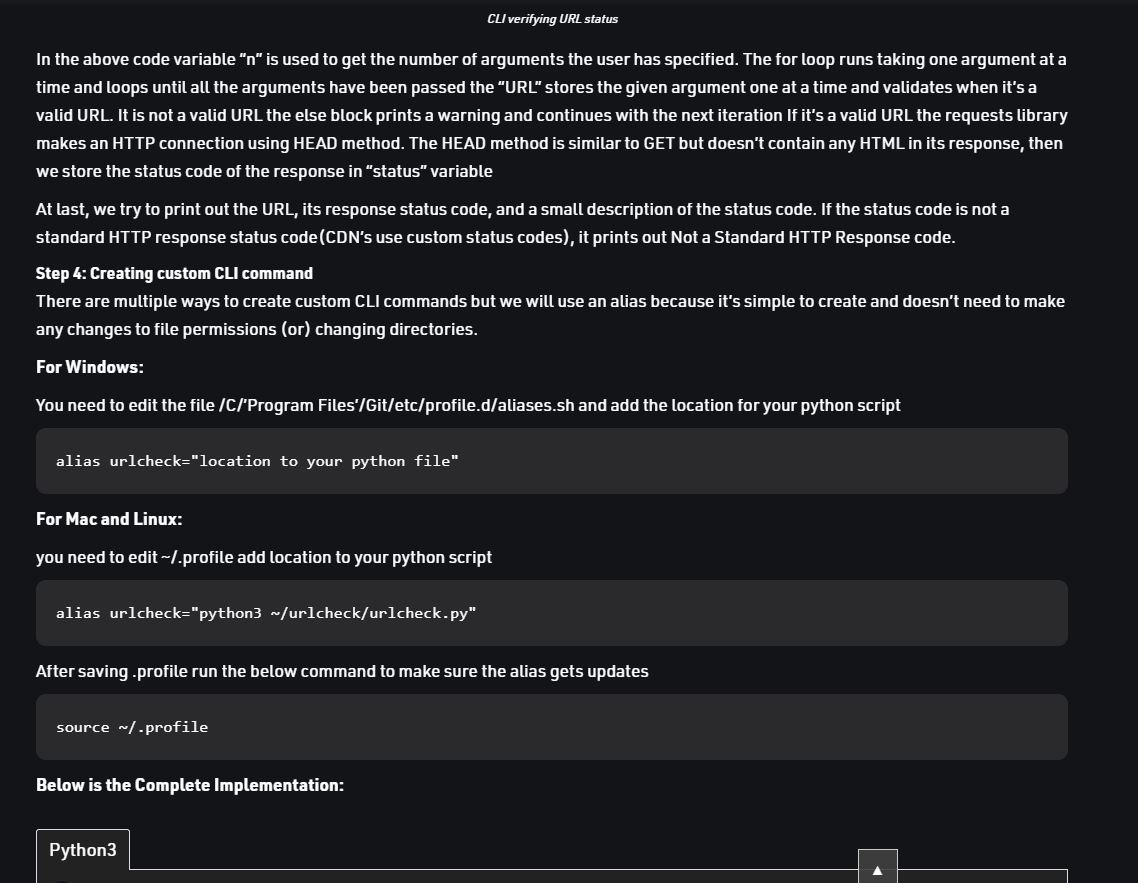 CLI verifying URL status
In the above code variable “n” is used to get the number of arguments the user has specified. The for loop runs taking one argument at a
time and loops until all the arguments have been passed the “URL” stores the given argument one at a time and validates when it’s a
valid URL. It is not a valid URL the else block prints a warning and continues with the next iteration If it’s a valid URL the requests library
makes an HTTP connection using HEAD method. The HEAD method is similar to GET but doesn’t contain any HTML in its response, then
we store the status code of the response in “status” variable
At last, we try to print out the URL, its response status code, and a small description of the status code. If the status code is not a
standard HTTP response status code(CDN’s use custom status codes), it prints out Not a Standard HTTP Response code.
Step 4: Creating custom CLI command
There are multiple ways to create custom CLI commands but we will use an alias because it’s simple to create and doesn’t need to make
any changes to file permissions (or) changing directories.
For Windows:
You need to edit the file /C/’Program Files’/Git/etc/profile.d/aliases.sh and add the location for your python script
alias urlcheck="location to your python file"
For Mac and Linux:
you need to edit ~/.profile add location to your python script
alias urlcheck="python3 ~/urlcheck/urlcheck.py"
After saving .profile run the below command to make sure the alias gets updates
source ~/.profile
Below is the Complete Implementation:
Python3